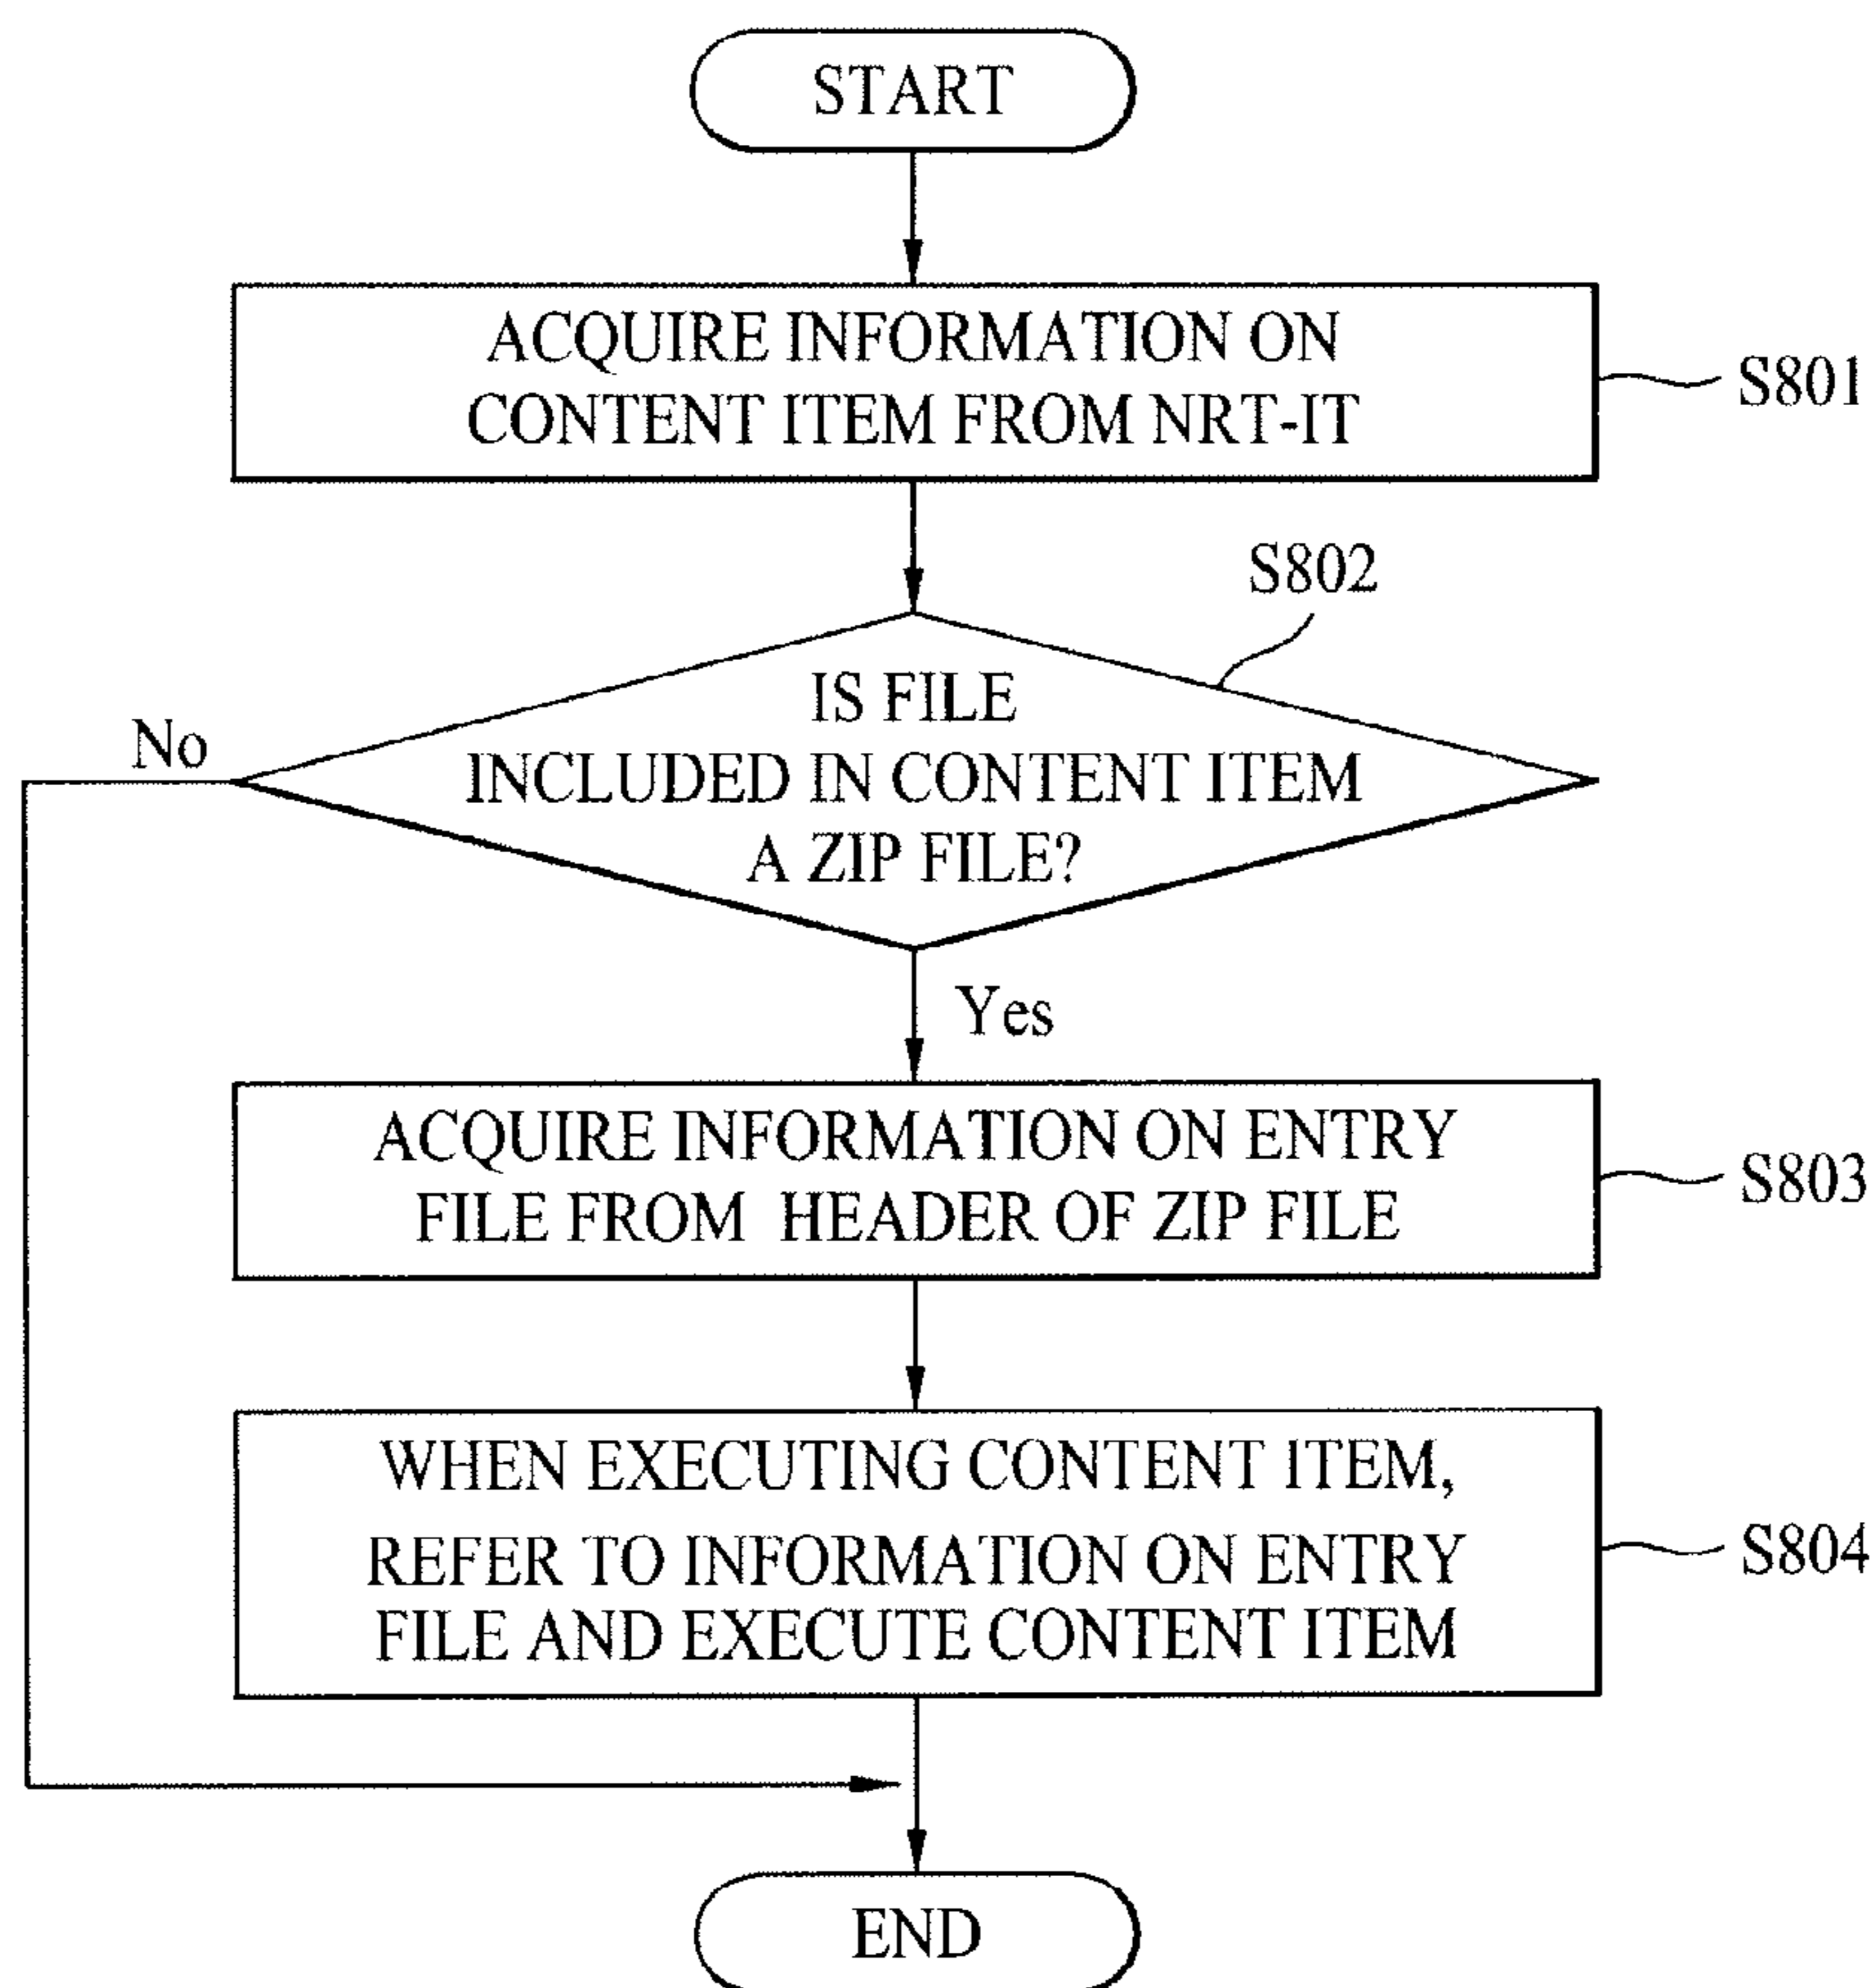 START
ACQUIRE INFORMATION ON
CONTENT ITEM FROM NRT-IT
S801
S802
IS FILE
INCLUDED IN CONTENT ITEM
A ZIP FILE?
No
Yes
ACQUIRE INFORMATION ON ENTRY
FILE FROM HEADER OF ZIP FILE
S803
WHEN EXECUTING CONTENT ITEM,
REFER TO INFORMATION ON ENTRY
FILE AND EXECUTE CONTENT ITEM
S804
END